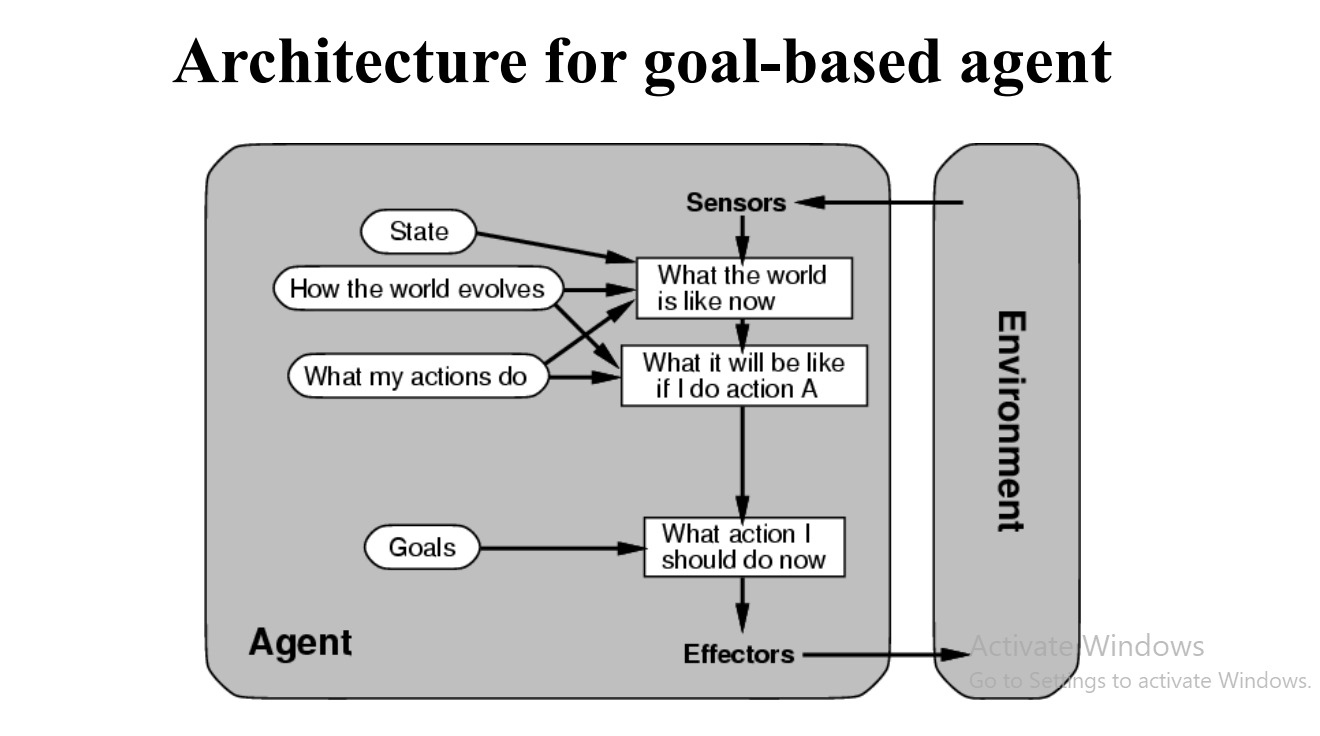 Architecture for goal-based agent
Sensors
State
What the world
is like now
How the world evolves
What it will be like
if I do action A
What my actions do
Environment
Goals
What action I
should do now
Agent
Effectors
Activate Windows
Go to Settings to activate Windows.